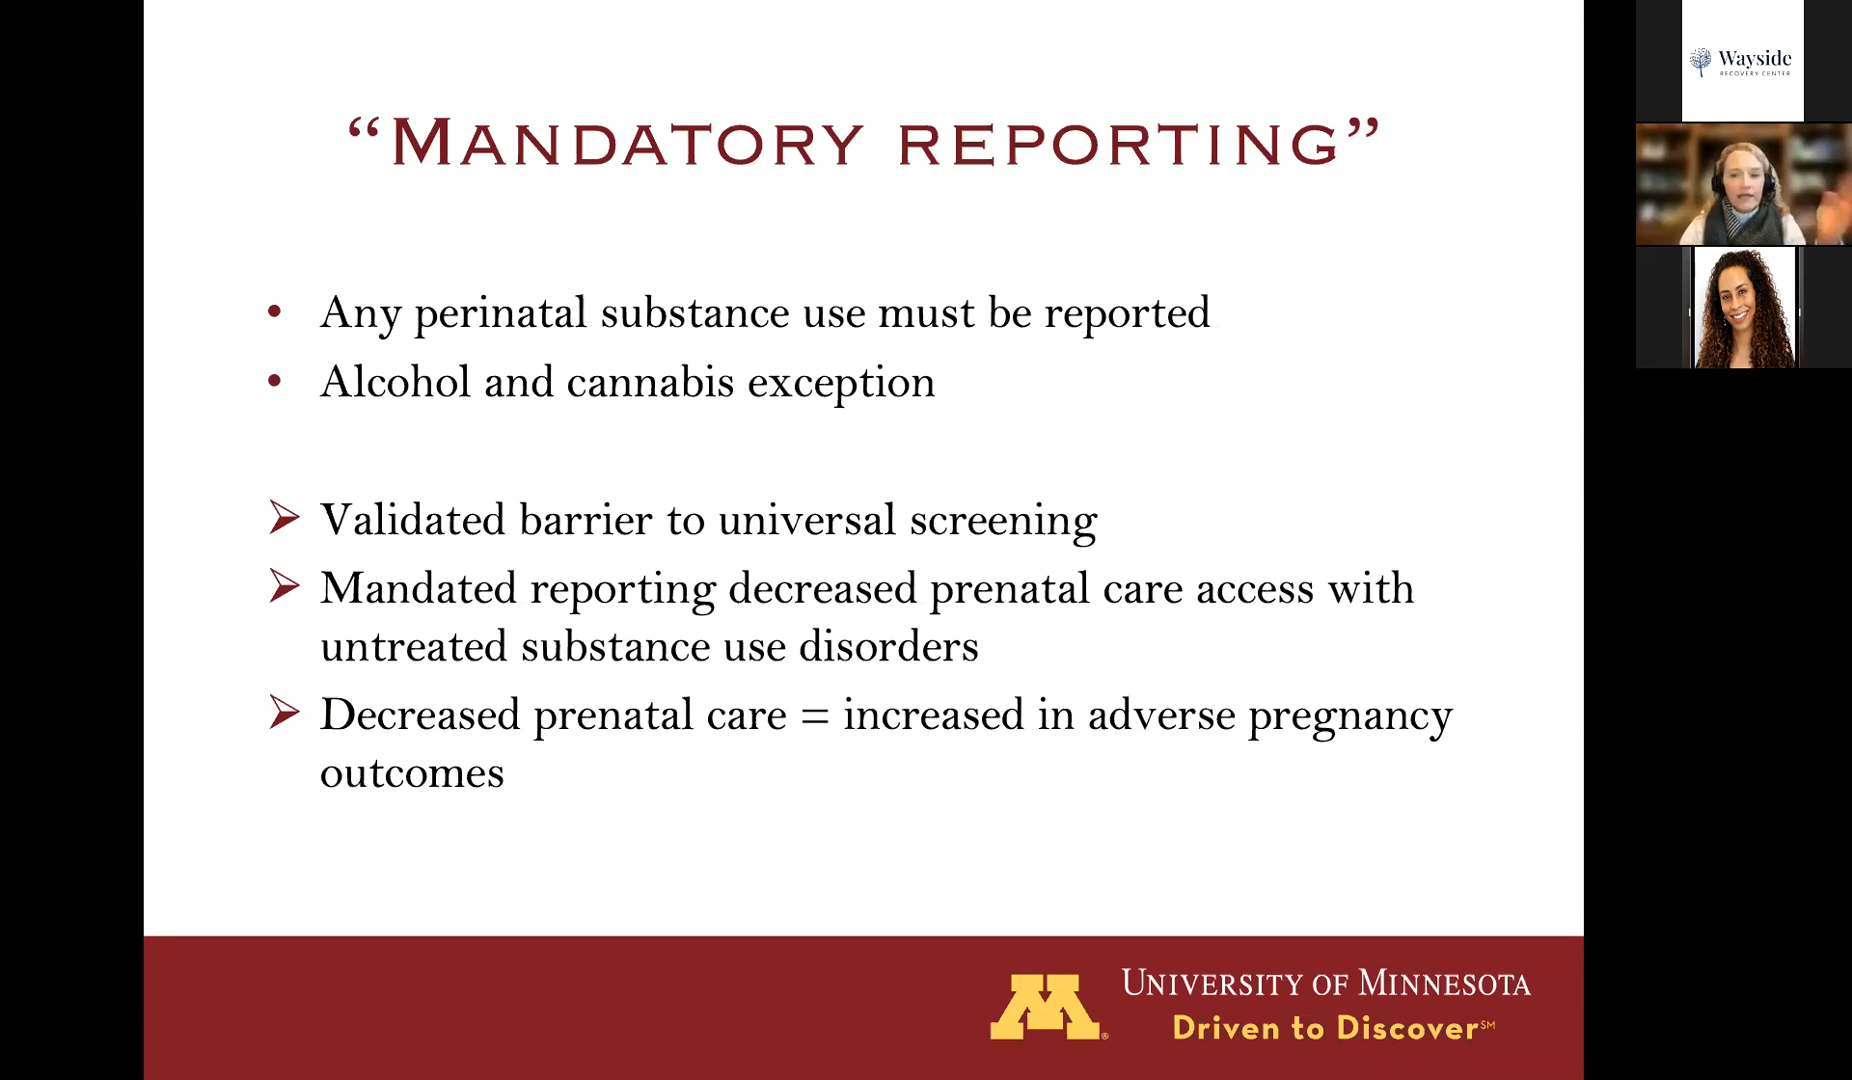 “MANDATORY REPORTING”
• Any perinatal substance use must be reported
• Alcohol and cannabis exception
➢ Validated barrier to universal screening
➢ Mandated reporting decreased prenatal care access with
untreated substance use disorders
➢ Decreased prenatal care = increased in adverse pregnancy
outcomes
M®
UNIVERSITY OF MINNESOTA
Driven to Discover℠
Wayside
RECOVERY CENTER